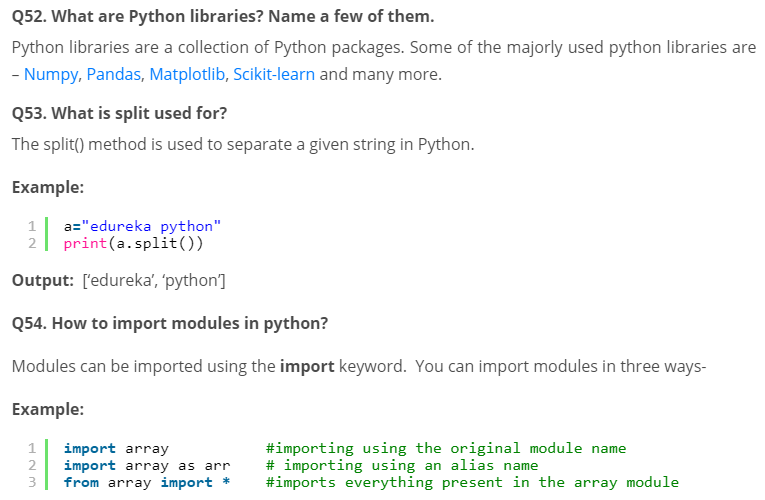 Q52. What are Python libraries? Name a few of them.
Python libraries are a collection of Python packages. Some of the majorly used python libraries are
– Numpy, Pandas, Matplotlib, Scikit-learn and many more.
Q53. What is split used for?
The split() method is used to separate a given string in Python.
Example:
1 a="edureka python"
2 print(a.split())
Output:  [‘edureka’, ‘python’]
Q54. How to import modules in python?
Modules can be imported using the import keyword.  You can import modules in three ways-
Example:
1 import array           #importing using the original module name
2 import array as arr    # importing using an alias name
3 from array import *    #imports everything present in the array module